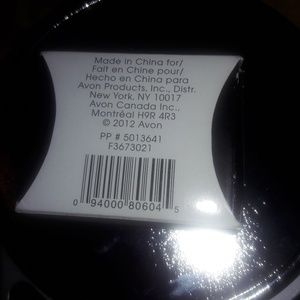 Made in China for/
Fait en Chine pour/
Hecho en China para
Avon Products, Inc., Distr.
New York, NY 10017
Avon Canada Inc.,
Montréal H9R 4R3
© 2012 Avon
PP # 5013641
F3673021
0 94000 80604 5